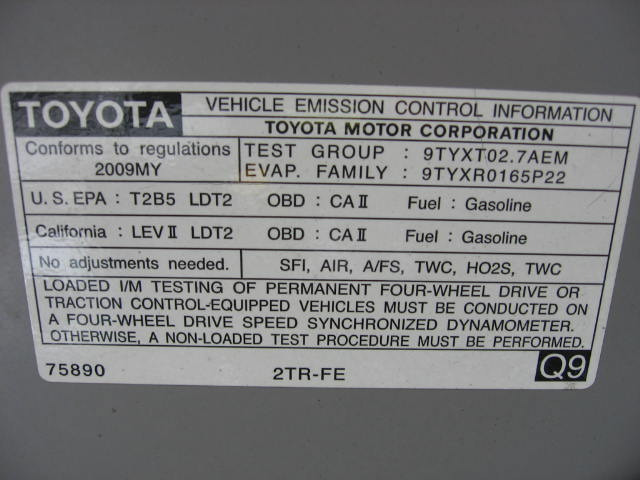 TOYOTA VEHICLE EMISSION CONTROL INFORMATION
TOYOTA MOTOR CORPORATION
Conforms to regulations TEST GROUP : 9TYXT02.7AEM
2009MY EVAP. FAMILY : 9TYXR0165P22
U.S. EPA : T2B5 LDT2 OBD : CA II Fuel : Gasoline
California : LEV II LDT2 OBD : CA II Fuel : Gasoline
No adjustments needed. SFI, AIR, A/FS, TWC, HO2S, TWC
LOADED I/M TESTING OF PERMANENT FOUR-WHEEL DRIVE OR
TRACTION CONTROL-EQUIPPED VEHICLES MUST BE CONDUCTED ON
A FOUR-WHEEL DRIVE SPEED SYNCHRONIZED DYNAMOMETER.
OTHERWISE, A NON-LOADED TEST PROCEDURE MUST BE PERFORMED.
75890 2TR-FE Q9